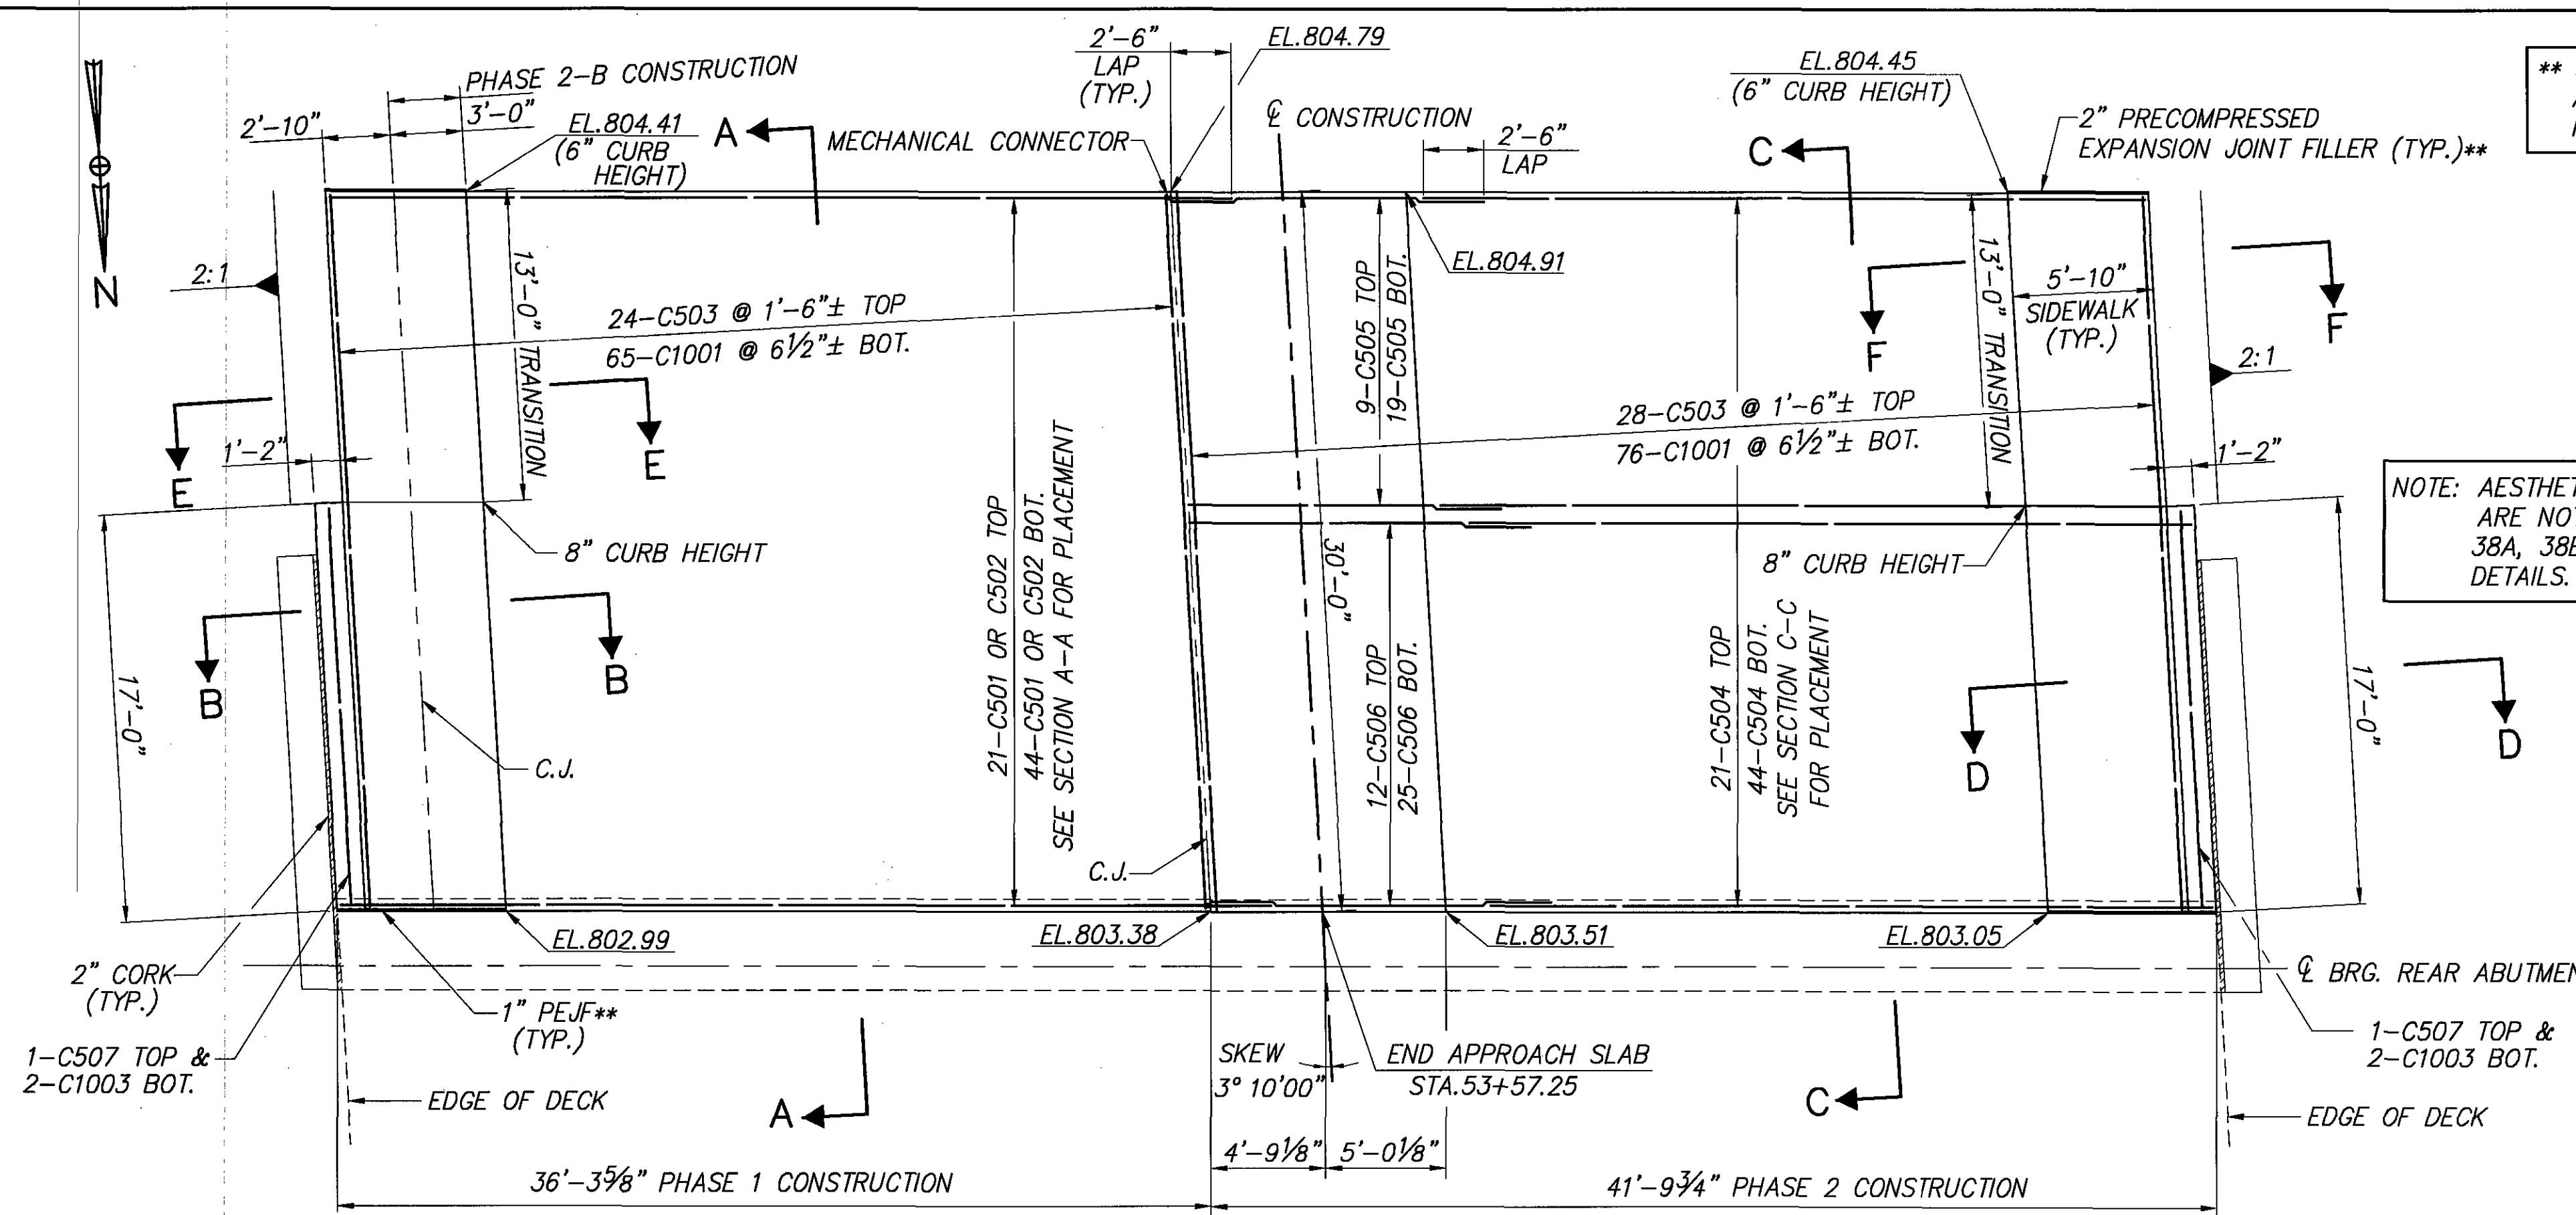 2'-6"
LAP
(TYP.)
EL.804.79
EL.804.45
(6" CURB HEIGHT)
**
PHASE 2-B CONSTRUCTION
2'-10"
3'-0"
EL.804.41
(6" CURB
HEIGHT)
A
MECHANICAL CONNECTOR
℄ CONSTRUCTION
2'-6"
LAP
C
2" PRECOMPRESSED
EXPANSION JOINT FILLER (TYP.)**
N
2:1
13'-0" TRANSITION
24-C503 @ 1'-6"± TOP
65-C1001 @ 6½"± BOT.
9-C505 TOP
19-C505 BOT.
EL.804.91
13'-0" TRANSITION
5'-10"
SIDEWALK
(TYP.)
F
F
2:1
E
E
1'-2"
28-C503 @ 1'-6"± TOP
76-C1001 @ 6½"± BOT.
1'-2"
NOTE: AESTHET
ARE NOT
38A, 38B
DETAILS.
21-C501 OR C502 TOP
44-C501 OR C502 BOT.
SEE SECTION A-A FOR PLACEMENT
8" CURB HEIGHT
30'-0"
8" CURB HEIGHT
17'-0"
B
B
12-C506 TOP
25-C506 BOT.
21-C504 TOP
44-C504 BOT.
SEE SECTION C-C
FOR PLACEMENT
D
D
17'-0"
C.J.
C.J.
EL.802.99
EL.803.38
EL.803.51
EL.803.05
2" CORK
(TYP.)
1" PEJF**
(TYP.)
℄ BRG. REAR ABUTMEN
1-C507 TOP &
2-C1003 BOT.
EDGE OF DECK
A
SKEW
3° 10'00"
END APPROACH SLAB
STA.53+57.25
C
1-C507 TOP &
2-C1003 BOT.
EDGE OF DECK
4'-9⅛"
5'-0⅛"
36'-3⅝" PHASE 1 CONSTRUCTION
41'-9¾" PHASE 2 CONSTRUCTION